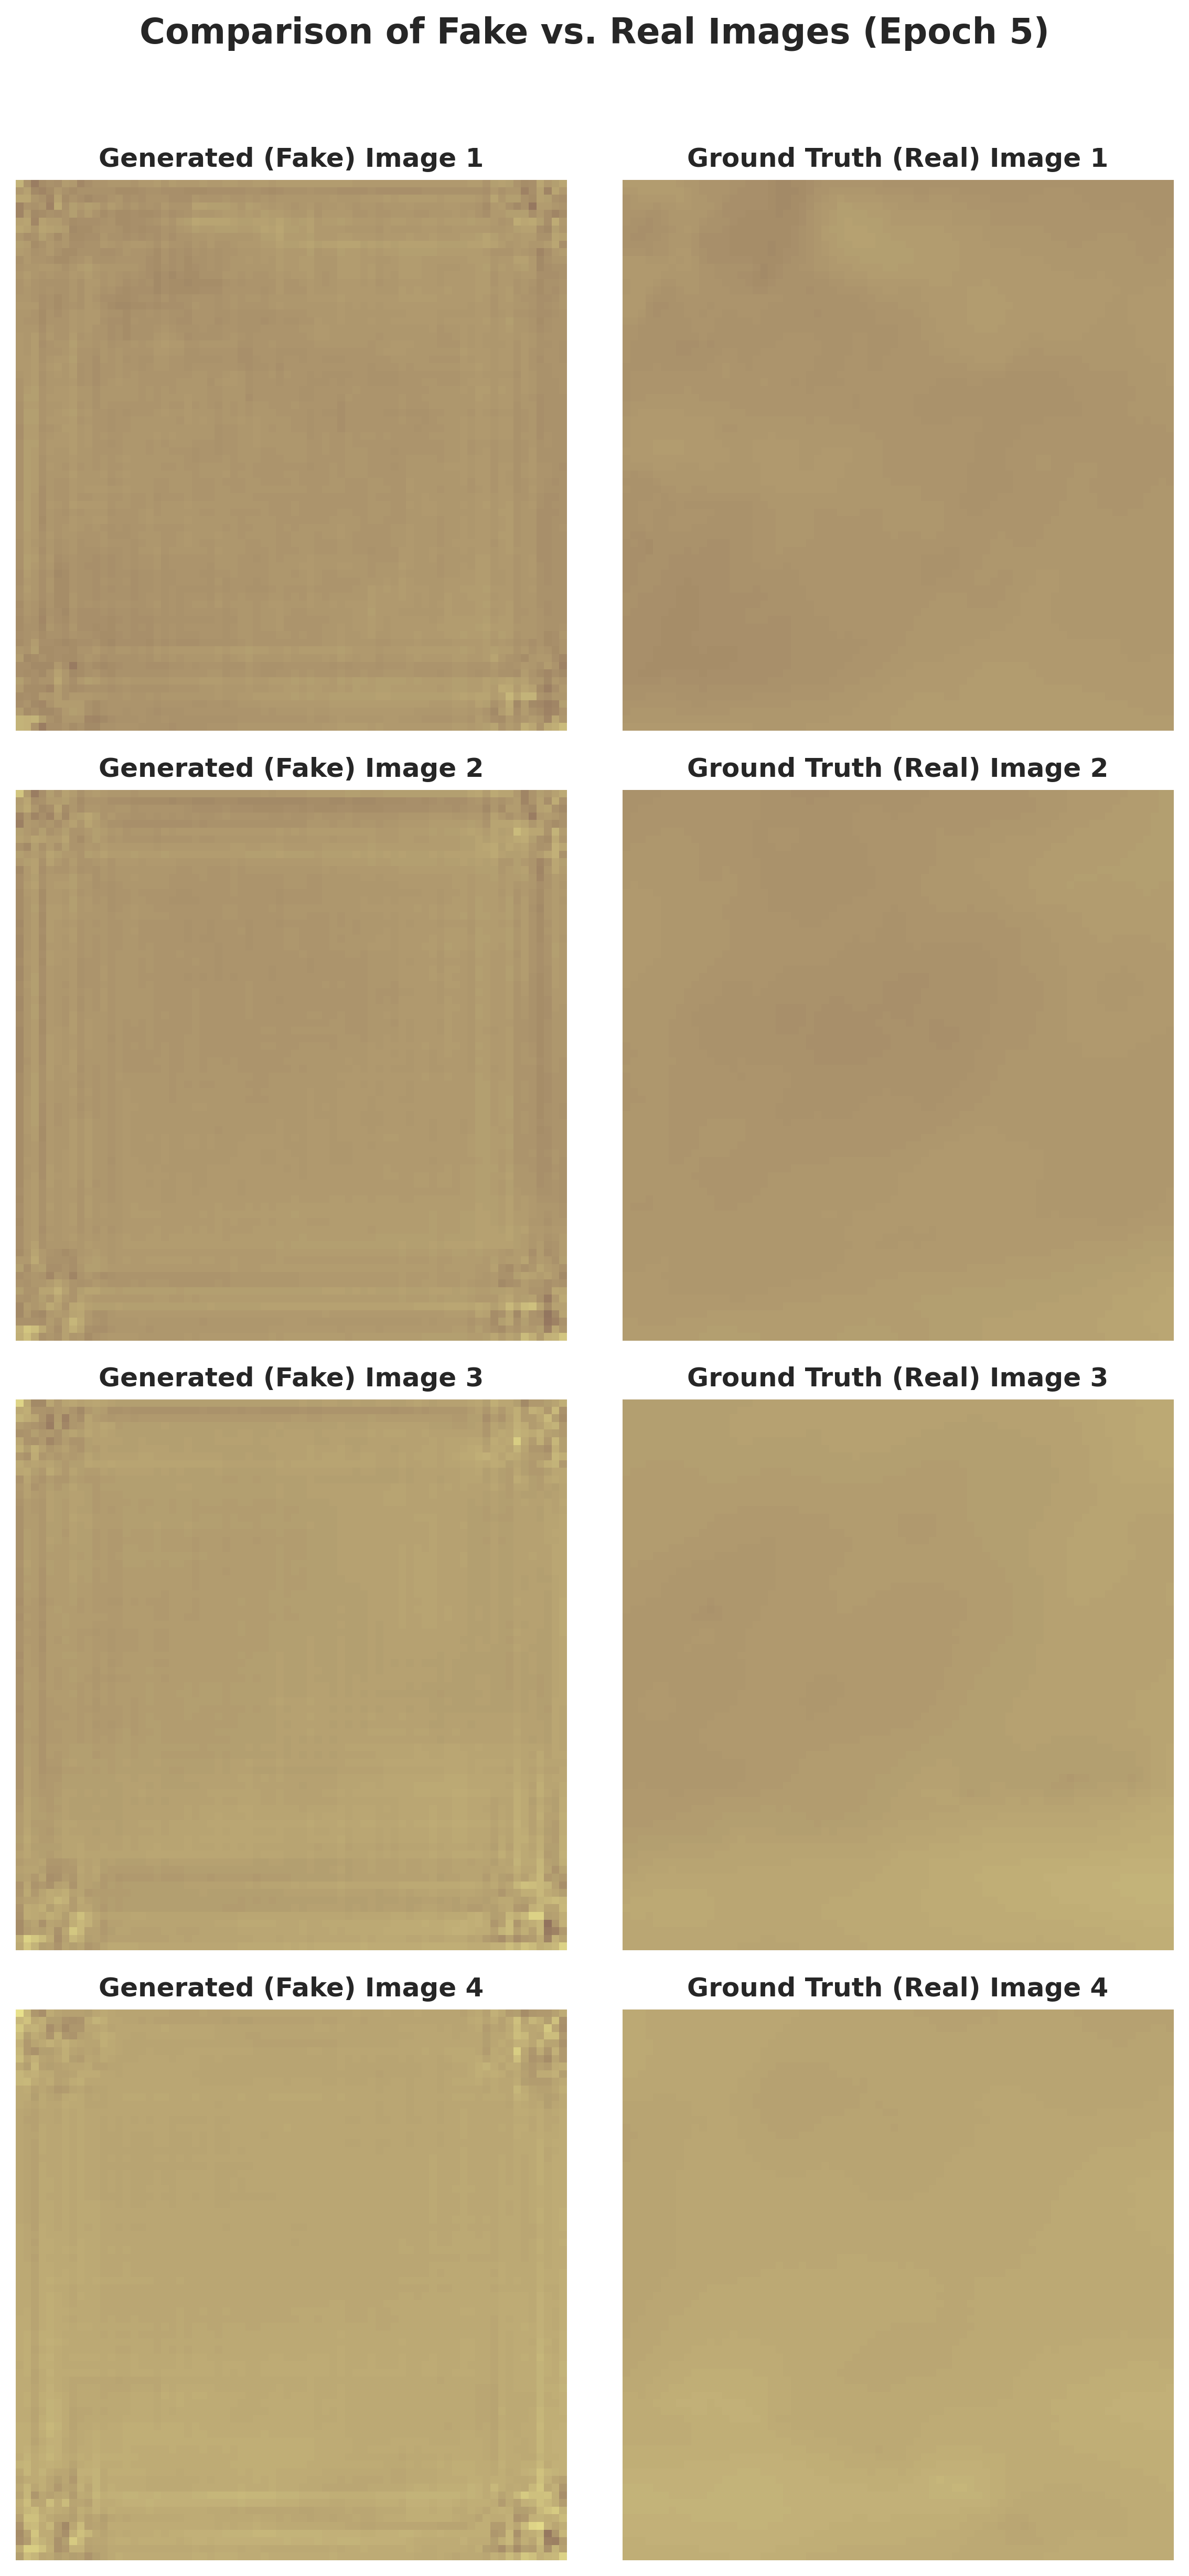 Comparison of Fake vs. Real Images (Epoch 5)
Generated (Fake) Image 1
Ground Truth (Real) Image 1
Generated (Fake) Image 2
Ground Truth (Real) Image 2
Generated (Fake) Image 3
Ground Truth (Real) Image 3
Generated (Fake) Image 4
Ground Truth (Real) Image 4